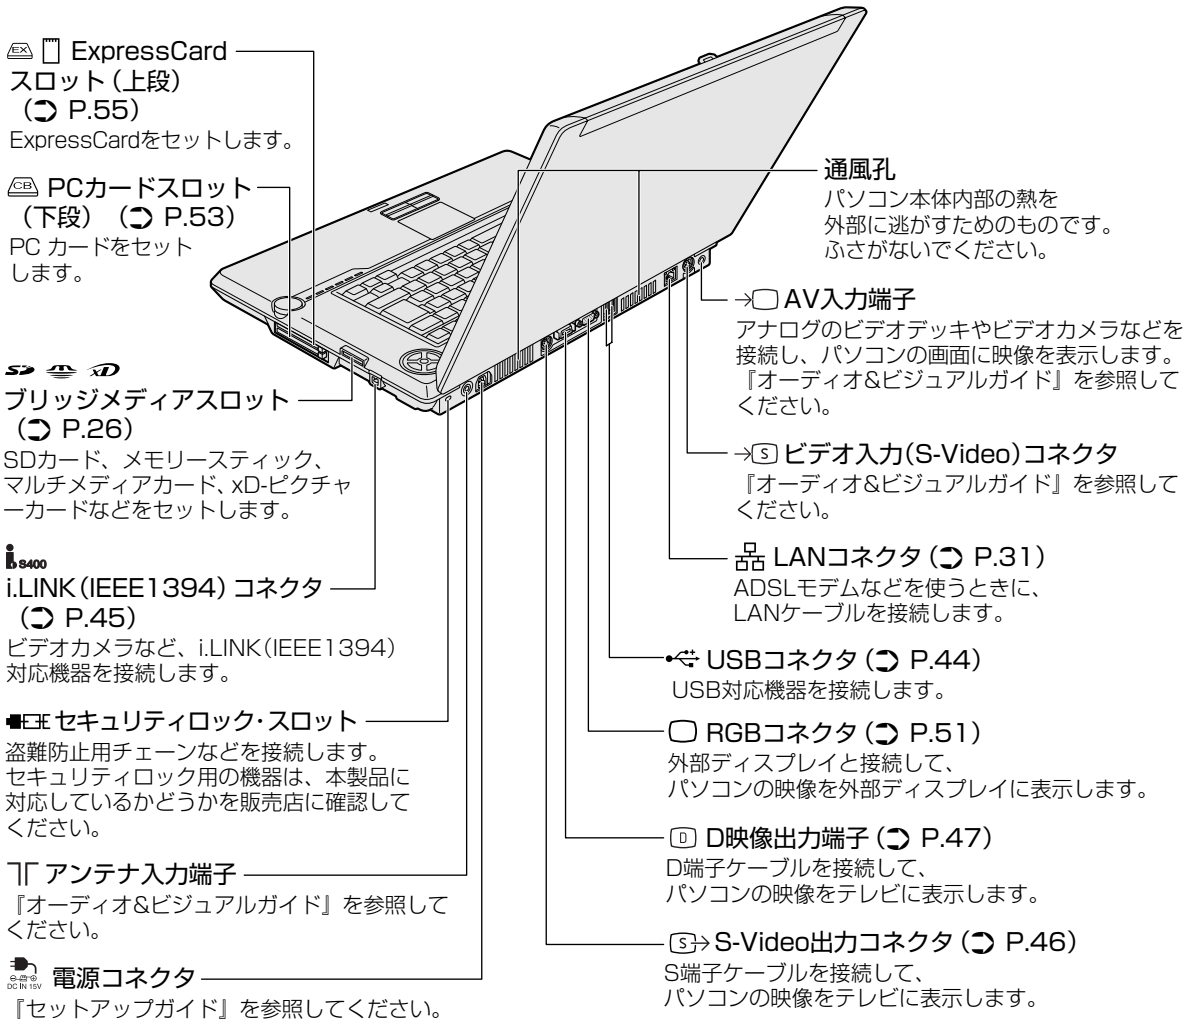 EX ExpressCard
スロット（上段）
（➲ P.55）
ExpressCardをセットします。
CB PCカードスロット
（下段）（➲ P.53）
PC カードをセット
します。
SD xD
ブリッジメディアスロット
（➲ P.26）
SDカード、メモリースティック、
マルチメディアカード、xD-ピクチャ
ーカードなどをセットします。
i S400
i.LINK（IEEE1394）コネクタ
（➲ P.45）
ビデオカメラなど、i.LINK（IEEE1394）
対応機器を接続します。
セキュリティロック・スロット
盗難防止用チェーンなどを接続します。
セキュリティロック用の機器は、本製品に
対応しているかどうかを販売店に確認して
ください。
アンテナ入力端子
『オーディオ&ビジュアルガイド』を参照して
ください。
DC IN 15V
電源コネクタ
『セットアップガイド』を参照してください。
通風孔
パソコン本体内部の熱を
外部に逃がすためのものです。
ふさがないでください。
→ AV入力端子
アナログのビデオデッキやビデオカメラなどを
接続し、パソコンの画面に映像を表示します。
『オーディオ&ビジュアルガイド』を参照して
ください。
→S ビデオ入力（S-Video）コネクタ
『オーディオ&ビジュアルガイド』を参照して
ください。
LANコネクタ（➲ P.31）
ADSLモデムなどを使うときに、
LANケーブルを接続します。
USBコネクタ（➲ P.44）
USB対応機器を接続します。
RGBコネクタ（➲ P.51）
外部ディスプレイと接続して、
パソコンの映像を外部ディスプレイに表示します。
D D映像出力端子（➲ P.47）
D端子ケーブルを接続して、
パソコンの映像をテレビに表示します。
S→ S-Video出力コネクタ（➲ P.46）
S端子ケーブルを接続して、
パソコンの映像をテレビに表示します。